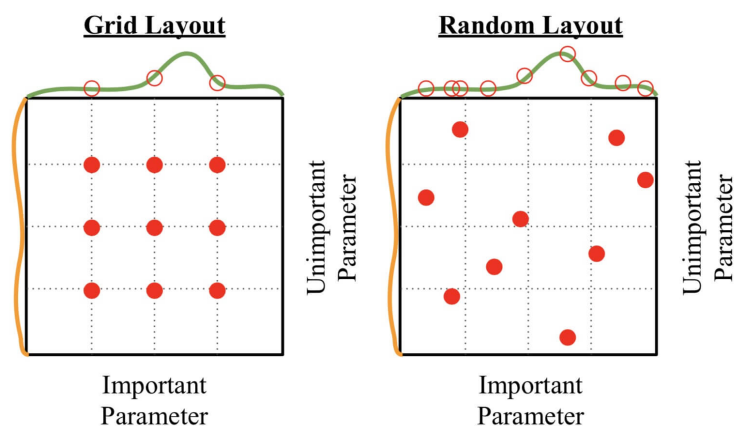 Grid Layout
Unimportant
Parameter
Important
Parameter
Random Layout
Unimportant
Parameter
Important
Parameter